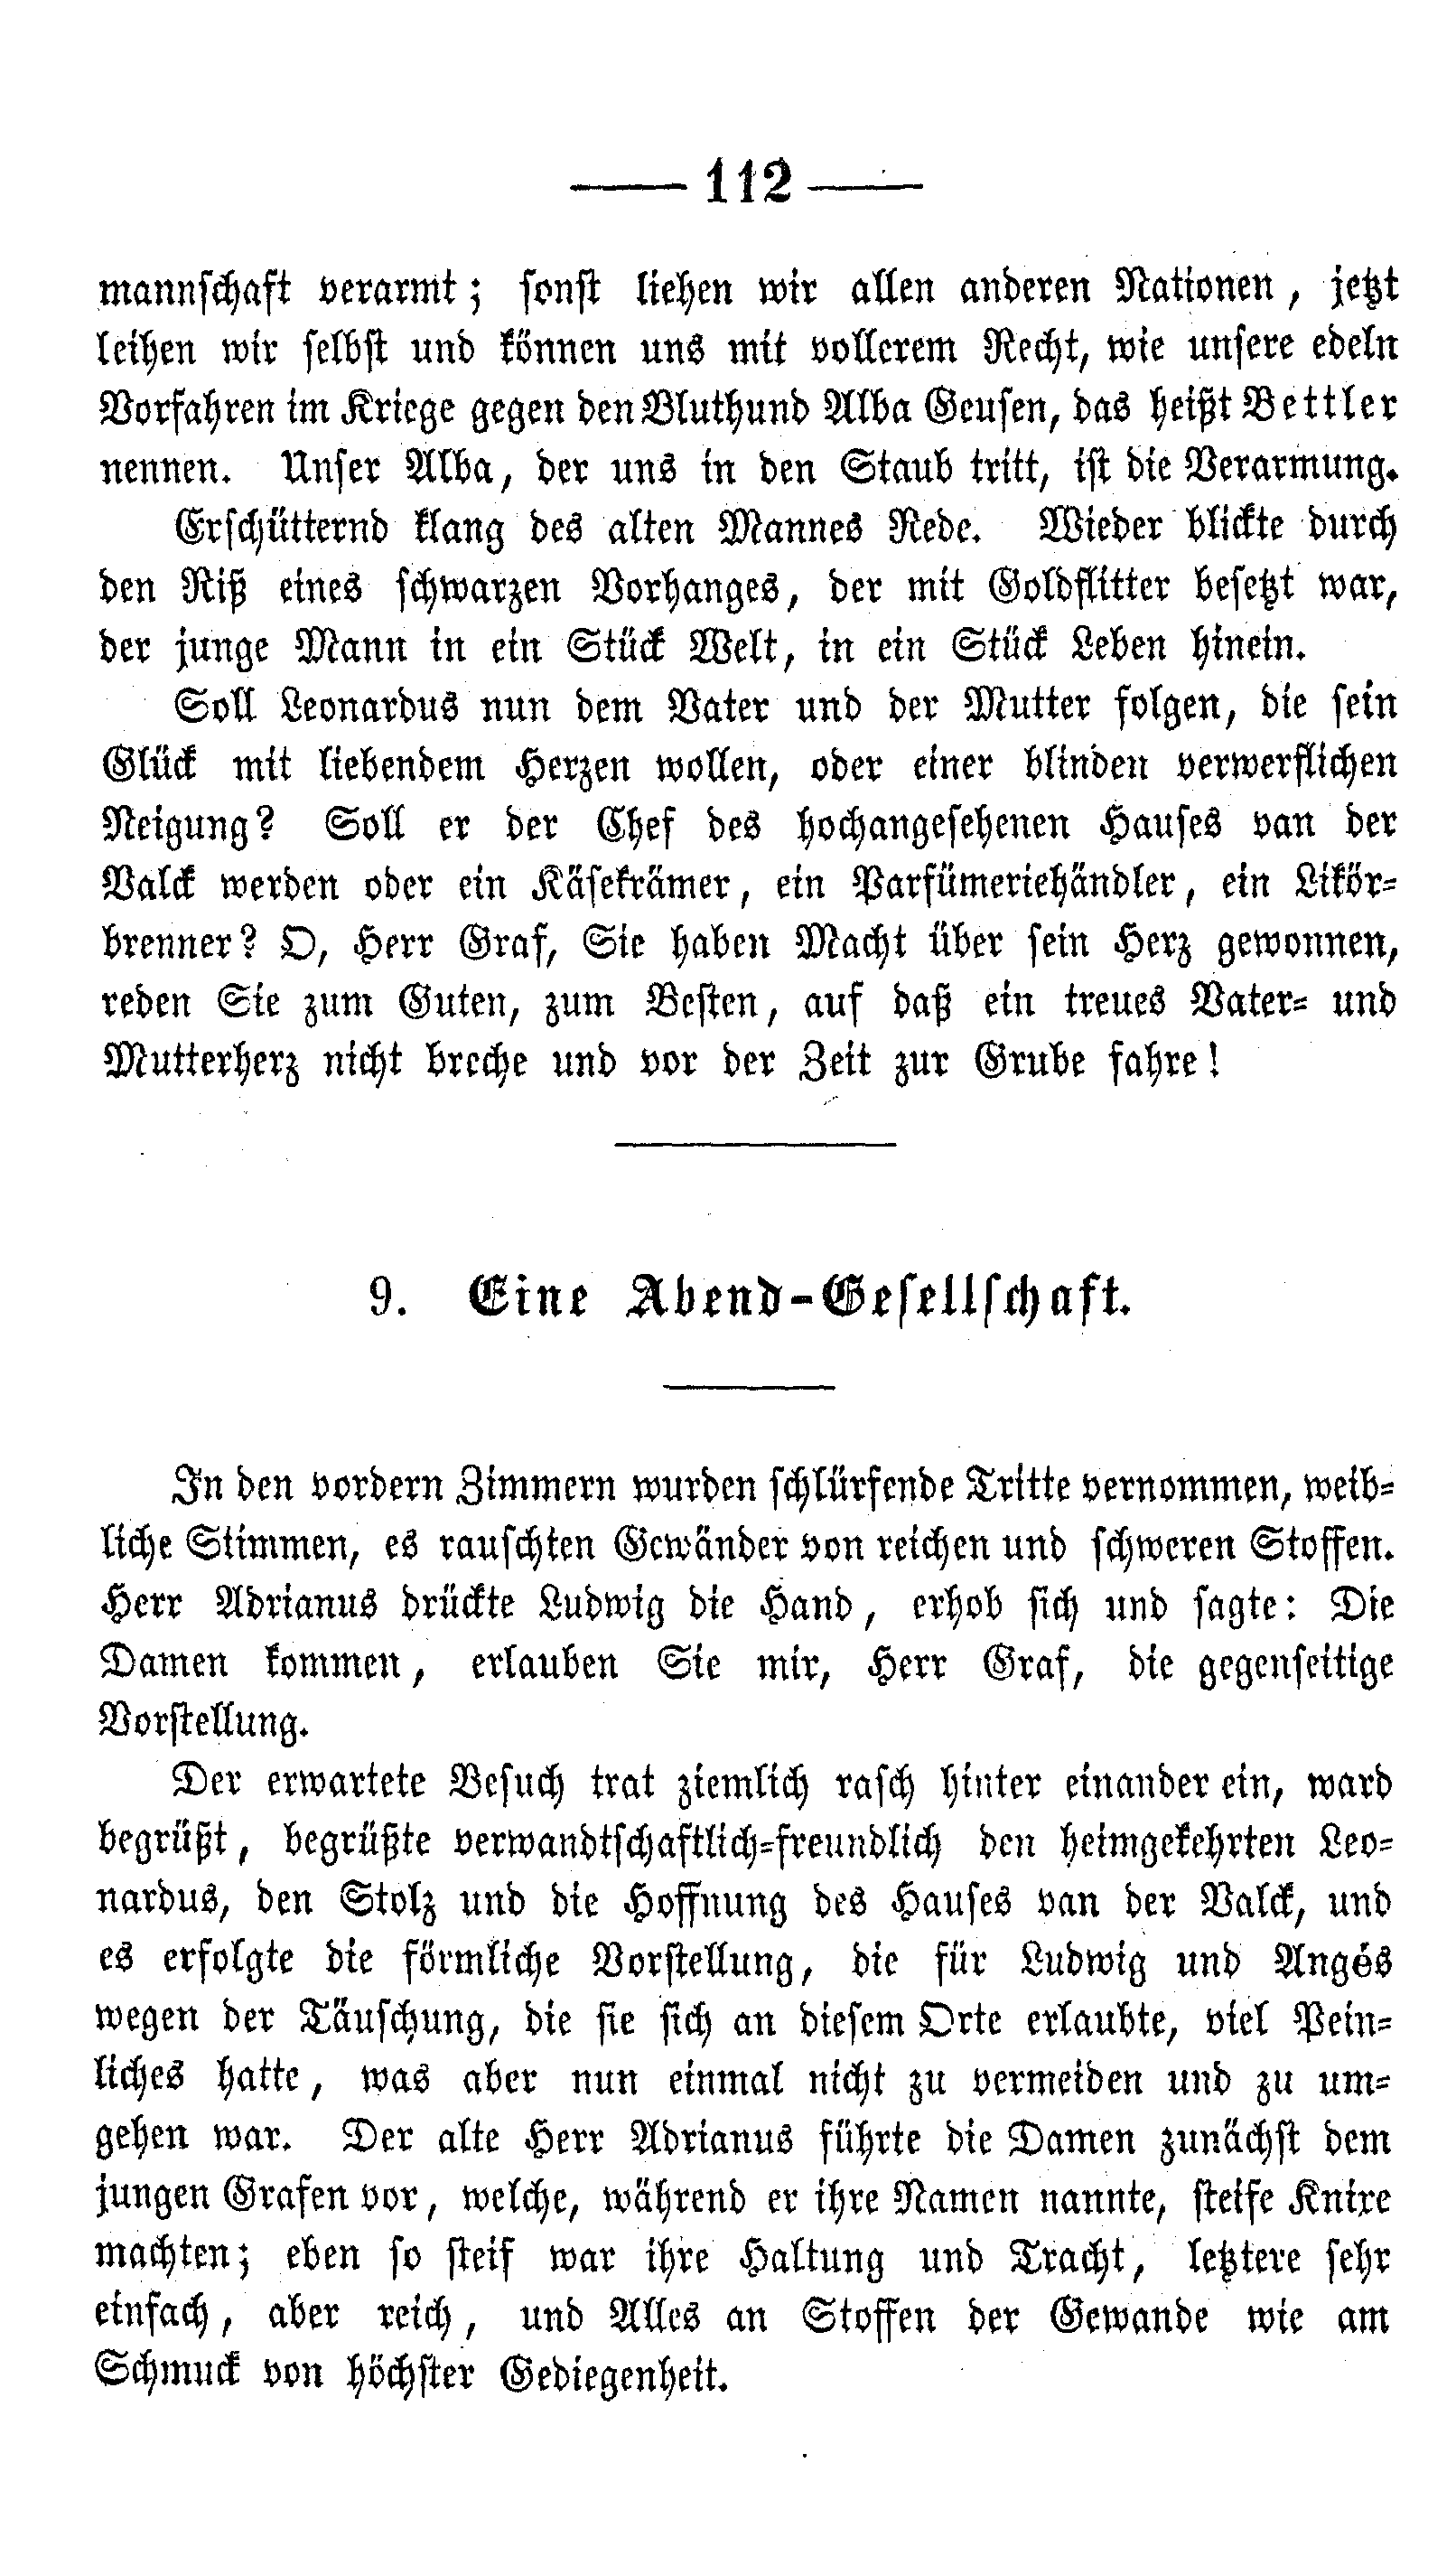 — 112 —
mannschaft verarmt; sonst liehen wir allen anderen Nationen, jetzt
leihen wir selbst und können uns mit vollerem Recht, wie unsere edeln
Vorfahren im Kriege gegen den Bluthund Alba Geusen, das heißt Bettler
nennen. Unser Alba, der uns in den Staub tritt, ist die Verarmung.
Erschütternd klang des alten Mannes Rede. Wieder blickte durch
den Riß eines schwarzen Vorhanges, der mit Goldflitter besetzt war,
der junge Mann in ein Stück Welt, in ein Stück Leben hinein.
Soll Leonardus nun dem Vater und der Mutter folgen, die sein
Glück mit liebendem Herzen wollen, oder einer blinden verwerflichen
Neigung? Soll er der Chef des hochangesehenen Hauses van der
Valck werden oder ein Käsekrämer, ein Parfümeriehändler, ein Likör-
brenner? O, Herr Graf, Sie haben Macht über sein Herz gewonnen,
reden Sie zum Guten, zum Besten, auf daß ein treues Vater- und
Mutterherz nicht breche und vor der Zeit zur Grube fahre!
9. Eine Abend-Gesellschaft.
In den vordern Zimmern wurden schlürfende Tritte vernommen, weib-
liche Stimmen, es rauschten Gewänder von reichen und schweren Stoffen.
Herr Adrianus drückte Ludwig die Hand, erhob sich und sagte: Die
Damen kommen, erlauben Sie mir, Herr Graf, die gegenseitige
Vorstellung.
Der erwartete Besuch trat ziemlich rasch hinter einander ein, ward
begrüßt, begrüßte verwandtschaftlich-freundlich den heimgekehrten Leo-
nardus, den Stolz und die Hoffnung des Hauses van der Valck, und
es erfolgte die förmliche Vorstellung, die für Ludwig und Angés
wegen der Täuschung, die sie sich an diesem Orte erlaubte, viel Pein-
liches hatte, was aber nun einmal nicht zu vermeiden und zu um-
gehen war. Der alte Herr Adrianus führte die Damen zunächst dem
jungen Grafen vor, welche, während er ihre Namen nannte, steife Knixe
machten; eben so steif war ihre Haltung und Tracht, letztere sehr
einfach, aber reich, und Alles an Stoffen der Gewande wie am
Schmuck von höchster Gediegenheit.